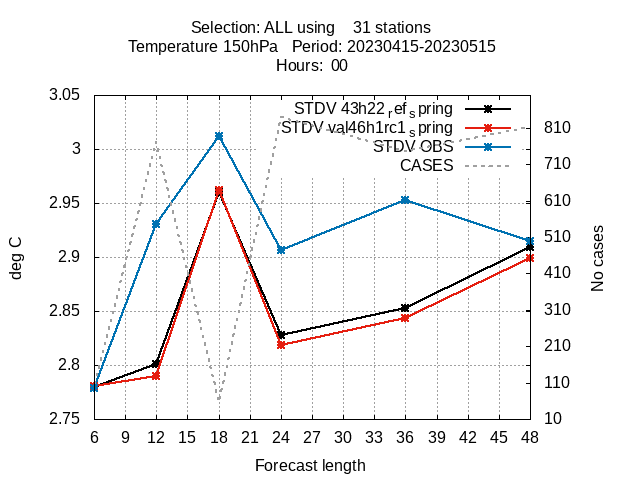 Selection: ALL using    31 stations
Temperature 150hPa   Period: 20230415-20230515
Hours:  00
STDV 43h22_ref_spring
STDV val46h1rc1_spring
STDV OBS
CASES
3.05
3
2.95
2.9
2.85
2.8
2.75
810
710
610
510
410
310
210
110
10
deg C
No cases
6 9 12 15 18 21 24 27 30 33 36 39 42 45 48
Forecast length